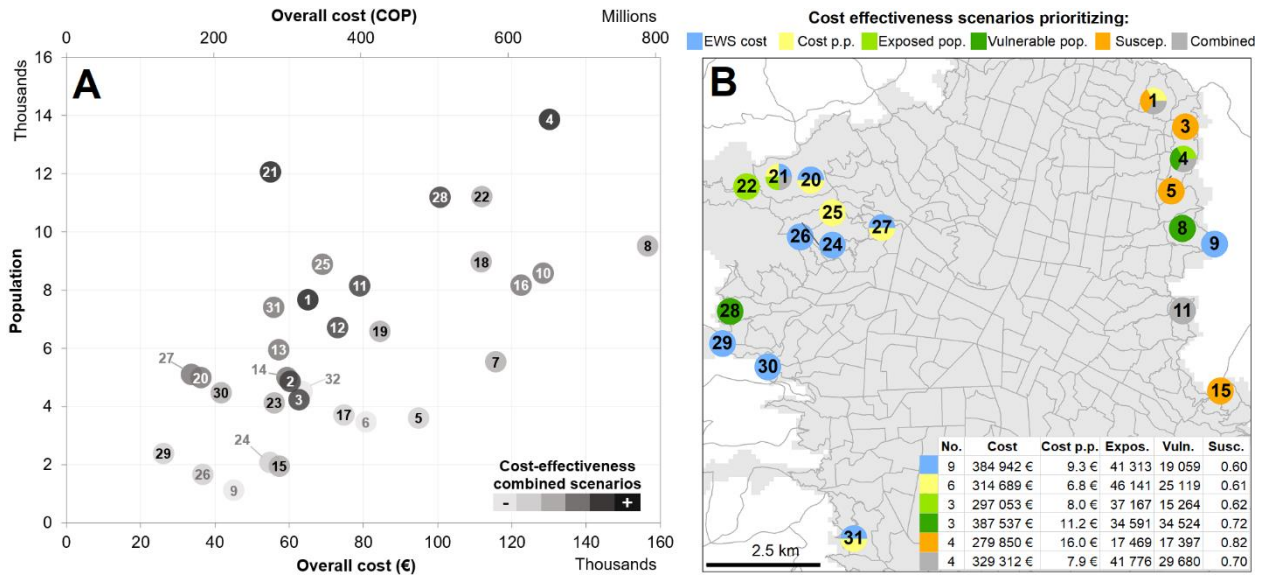 Overall cost (COP)
Millions
0 200 400 600 800
A
Thousands
Population
16
14
12
10
8
6
4
2
0
4
21
28
22
8
25
18
10
16
31
1
11
12
19
13
7
27
20
14
2
32
30
23
3
17
6
5
29
24
15
26
9
Cost-effectiveness
combined scenarios
- +
0 20 40 60 80 100 120 140 160
Overall cost (€)
Thousands
Cost effectiveness scenarios prioritizing:
EWS cost Cost p.p. Exposed pop. Vulnerable pop. Suscep. Combined
B
1
3
4
21
20
22
5
25
27
8
26
24
9
28
11
29
30
15
31
2.5 km
No. Cost Cost p.p. Expos. Vuln. Susc.
9 384 942 € 9.3 € 41 313 19 059 0.60
6 314 689 € 6.8 € 46 141 25 119 0.61
3 297 053 € 8.0 € 37 167 15 264 0.62
3 387 537 € 11.2 € 34 591 34 524 0.72
4 279 850 € 16.0 € 17 469 17 397 0.82
4 329 312 € 7.9 € 41 776 29 680 0.70